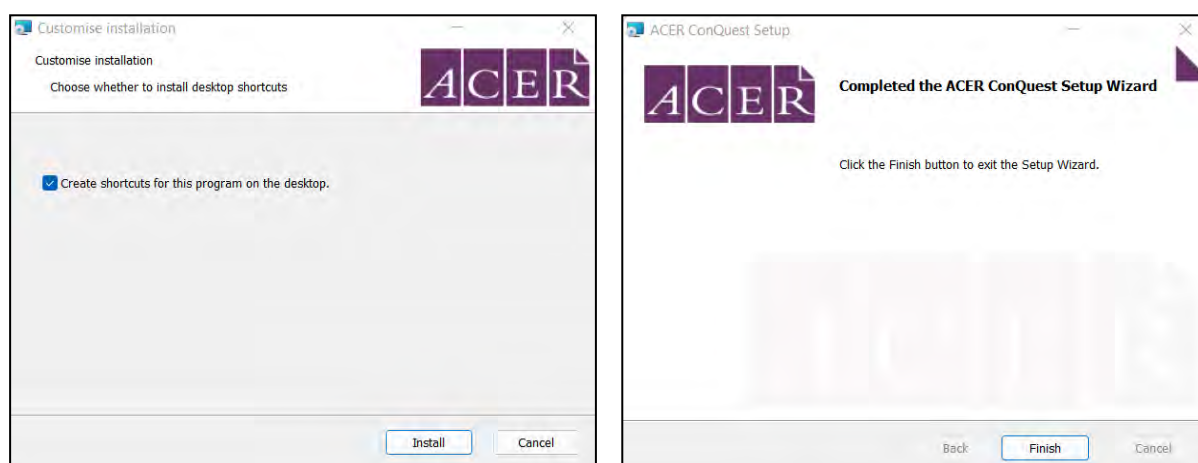 Customise installation
Customise installation
Choose whether to install desktop shortcuts
ACER
Create shortcuts for this program on the desktop.
Install
Cancel
ACER ConQuest Setup
ACER
Completed the ACER ConQuest Setup Wizard
Click the Finish button to exit the Setup Wizard.
Back
Finish
Cancel